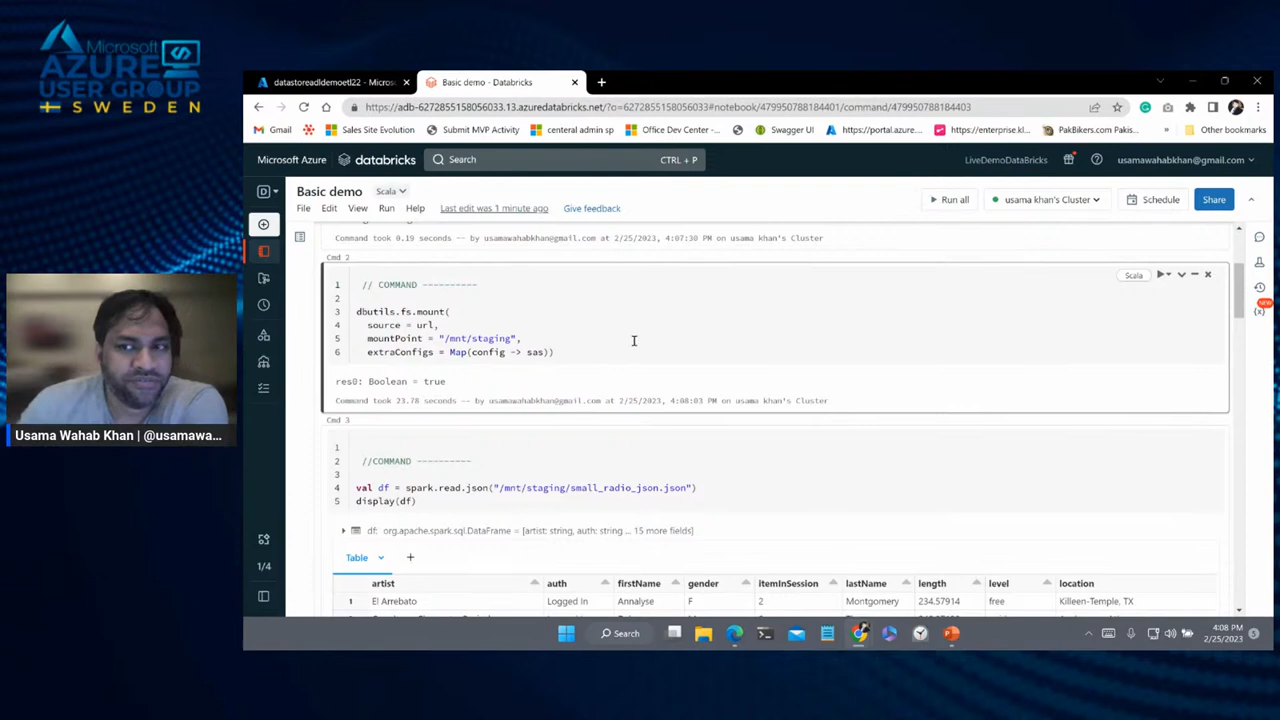 Microsoft
AZURE
USER GROUP
SWEDEN
datastoreadldemoetl22 - Micros
Basic demo - Databricks
https://adb-6272855158056033.13.azuredatabricks.net/?o=6272855158056033#notebook/479950788184401/command/479950788184403
Gmail
Sales Site Evolution
Submit MVP Activity
centeral admin sp
Office Dev Center -...
Swagger UI
https://portal.azure...
https://enterprise.kl...
PakBikers.com Pakis...
»
Other bookmarks
Microsoft Azure
databricks
Search
CTRL + P
LiveDemoDataBricks
usamawahabkhan@gmail.com
D
Basic demo
Scala
File
Edit
View
Run
Help
Last edit was 1 minute ago
Give feedback
Run all
usama khan's Cluster
Schedule
Share
Command took 0.19 seconds -- by usamawahabkhan@gmail.com at 2/25/2023, 4:07:30 PM on usama khan's Cluster
Cmd 2
Scala
1 // COMMAND ----------
2
3 dbutils.fs.mount(
4 source = url,
5 mountPoint = "/mnt/staging",
6 extraConfigs = Map(config -> sas))
res0: Boolean = true
Command took 23.78 seconds -- by usamawahabkhan@gmail.com at 2/25/2023, 4:08:03 PM on usama khan's Cluster
Cmd 3
1
2 //COMMAND ----------
3
4 val df = spark.read.json("/mnt/staging/small_radio_json.json")
5 display(df)
df: org.apache.spark.sql.DataFrame = [artist: string, auth: string ... 15 more fields]
Table
+
artist auth firstName gender itemInSession lastName length level location
1 El Arrebato Logged In Annalyse F 2 Montgomery 234.57914 free Killeen-Temple, TX
NEW
{x}
1/4
Usama Wahab Khan | @usamawa...
Search
4:08 PM
2/25/2023